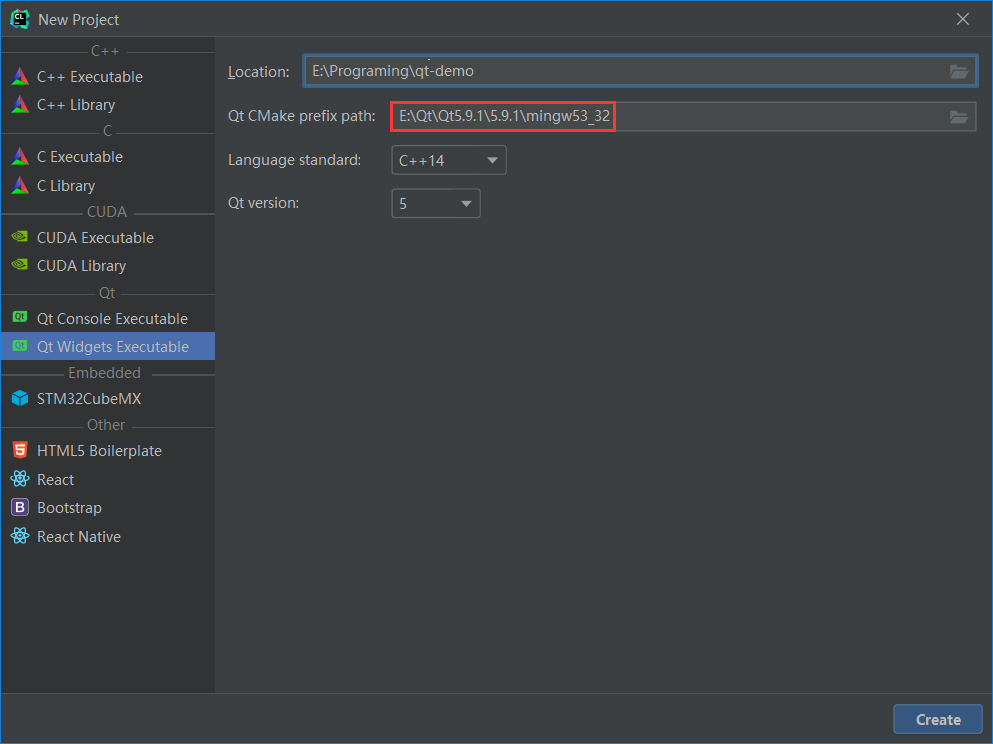 New Project
C++
C++ Executable
C++ Library
C
C Executable
C Library
CUDA
CUDA Executable
CUDA Library
Qt
Qt Console Executable
Qt Widgets Executable
Embedded
STM32CubeMX
Other
HTML5 Boilerplate
React
Bootstrap
React Native
Location: E:\Programing\qt-demo
Qt CMake prefix path: E:\Qt\Qt5.9.1\5.9.1\mingw53_32
Language standard: C++14
Qt version: 5
Create